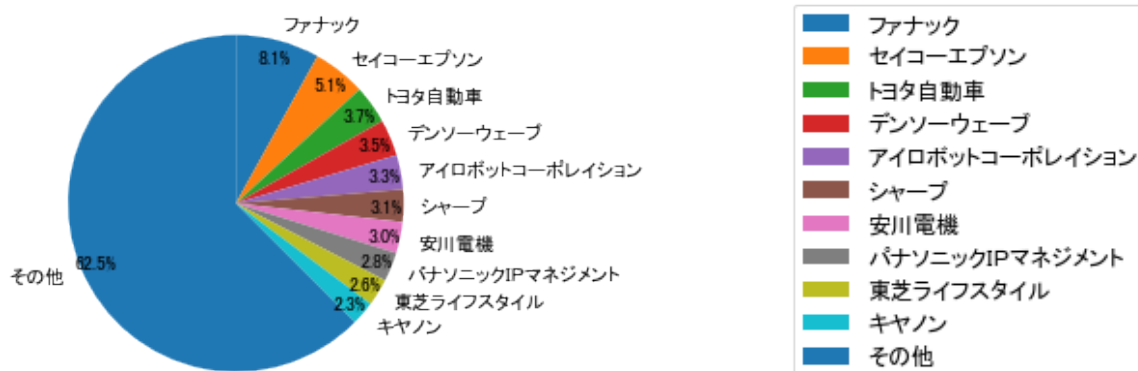 ファナック
8.1%
セイコーエプソン
5.1%
トヨタ自動車
3.7%
デンソーウェーブ
3.5%
アイロボットコーポレイション
3.3%
シャープ
3.1%
安川電機
3.0%
パナソニックIPマネジメント
2.8%
東芝ライフスタイル
2.6%
キヤノン
2.3%
その他
62.5%
ファナック
セイコーエプソン
トヨタ自動車
デンソーウェーブ
アイロボットコーポレイション
シャープ
安川電機
パナソニックIPマネジメント
東芝ライフスタイル
キヤノン
その他